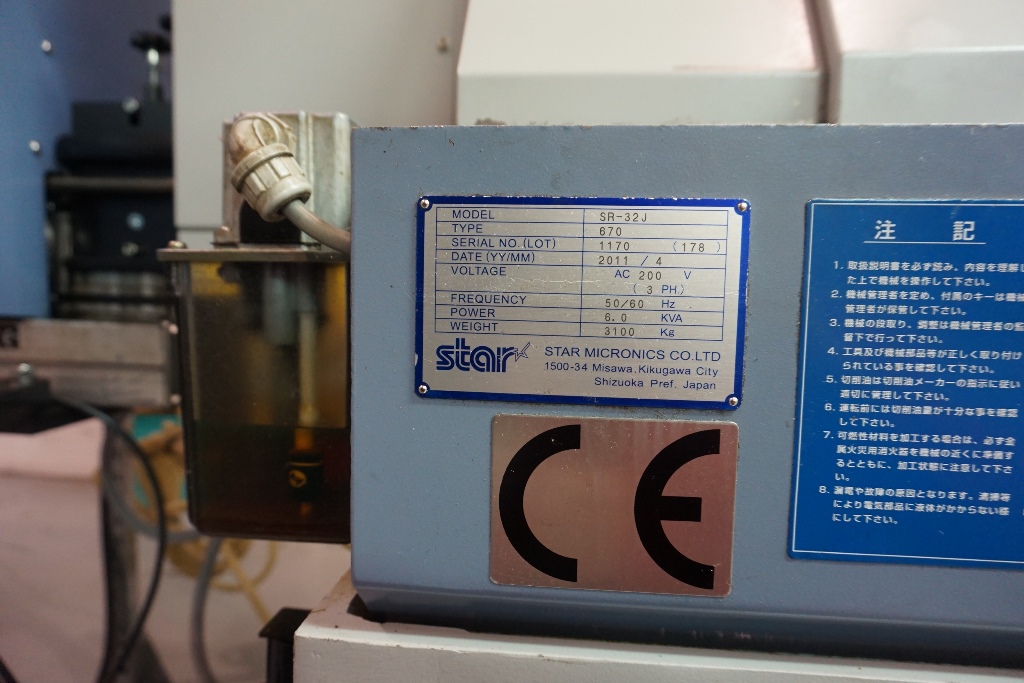 MODEL SR-32J
TYPE 670
SERIAL NO.(LOT) 1170 (178)
DATE (YY/MM) 2011 / 4
VOLTAGE AC 200 V
(3 PH.)
FREQUENCY 50/60 Hz
POWER 6.0 KVA
WEIGHT 3100 Kg
star STAR MICRONICS CO.LTD
1500-34 Misawa.Kikugawa City
Shizuoka Pref. Japan
CE
注 記
1. 取扱説明書を必ず読み、内容を理解し
た上で機械を操作して下さい。
2. 機械管理者を定め、付属のキーは機械
管理者が保管して下さい。
3. 機械の段取り、調整は機械管理者の監
督下で行って下さい。
4. 工具及び機械部品等が正しく取り付け
られている事を確認して下さい。
5. 切削油は切削油メーカーの指示に従い
適切に管理して下さい。
6. 運転前には切削油量が十分な事を確認
して下さい。
7. 可燃性材料を加工する場合は、必ず金
属火災用消火器を機械の近くに準備す
るとともに、加工状態に注意して下さ
い。
8. 漏電や故障の原因となります。清掃等
により電気部品に液体がかからない様
にして下さい。